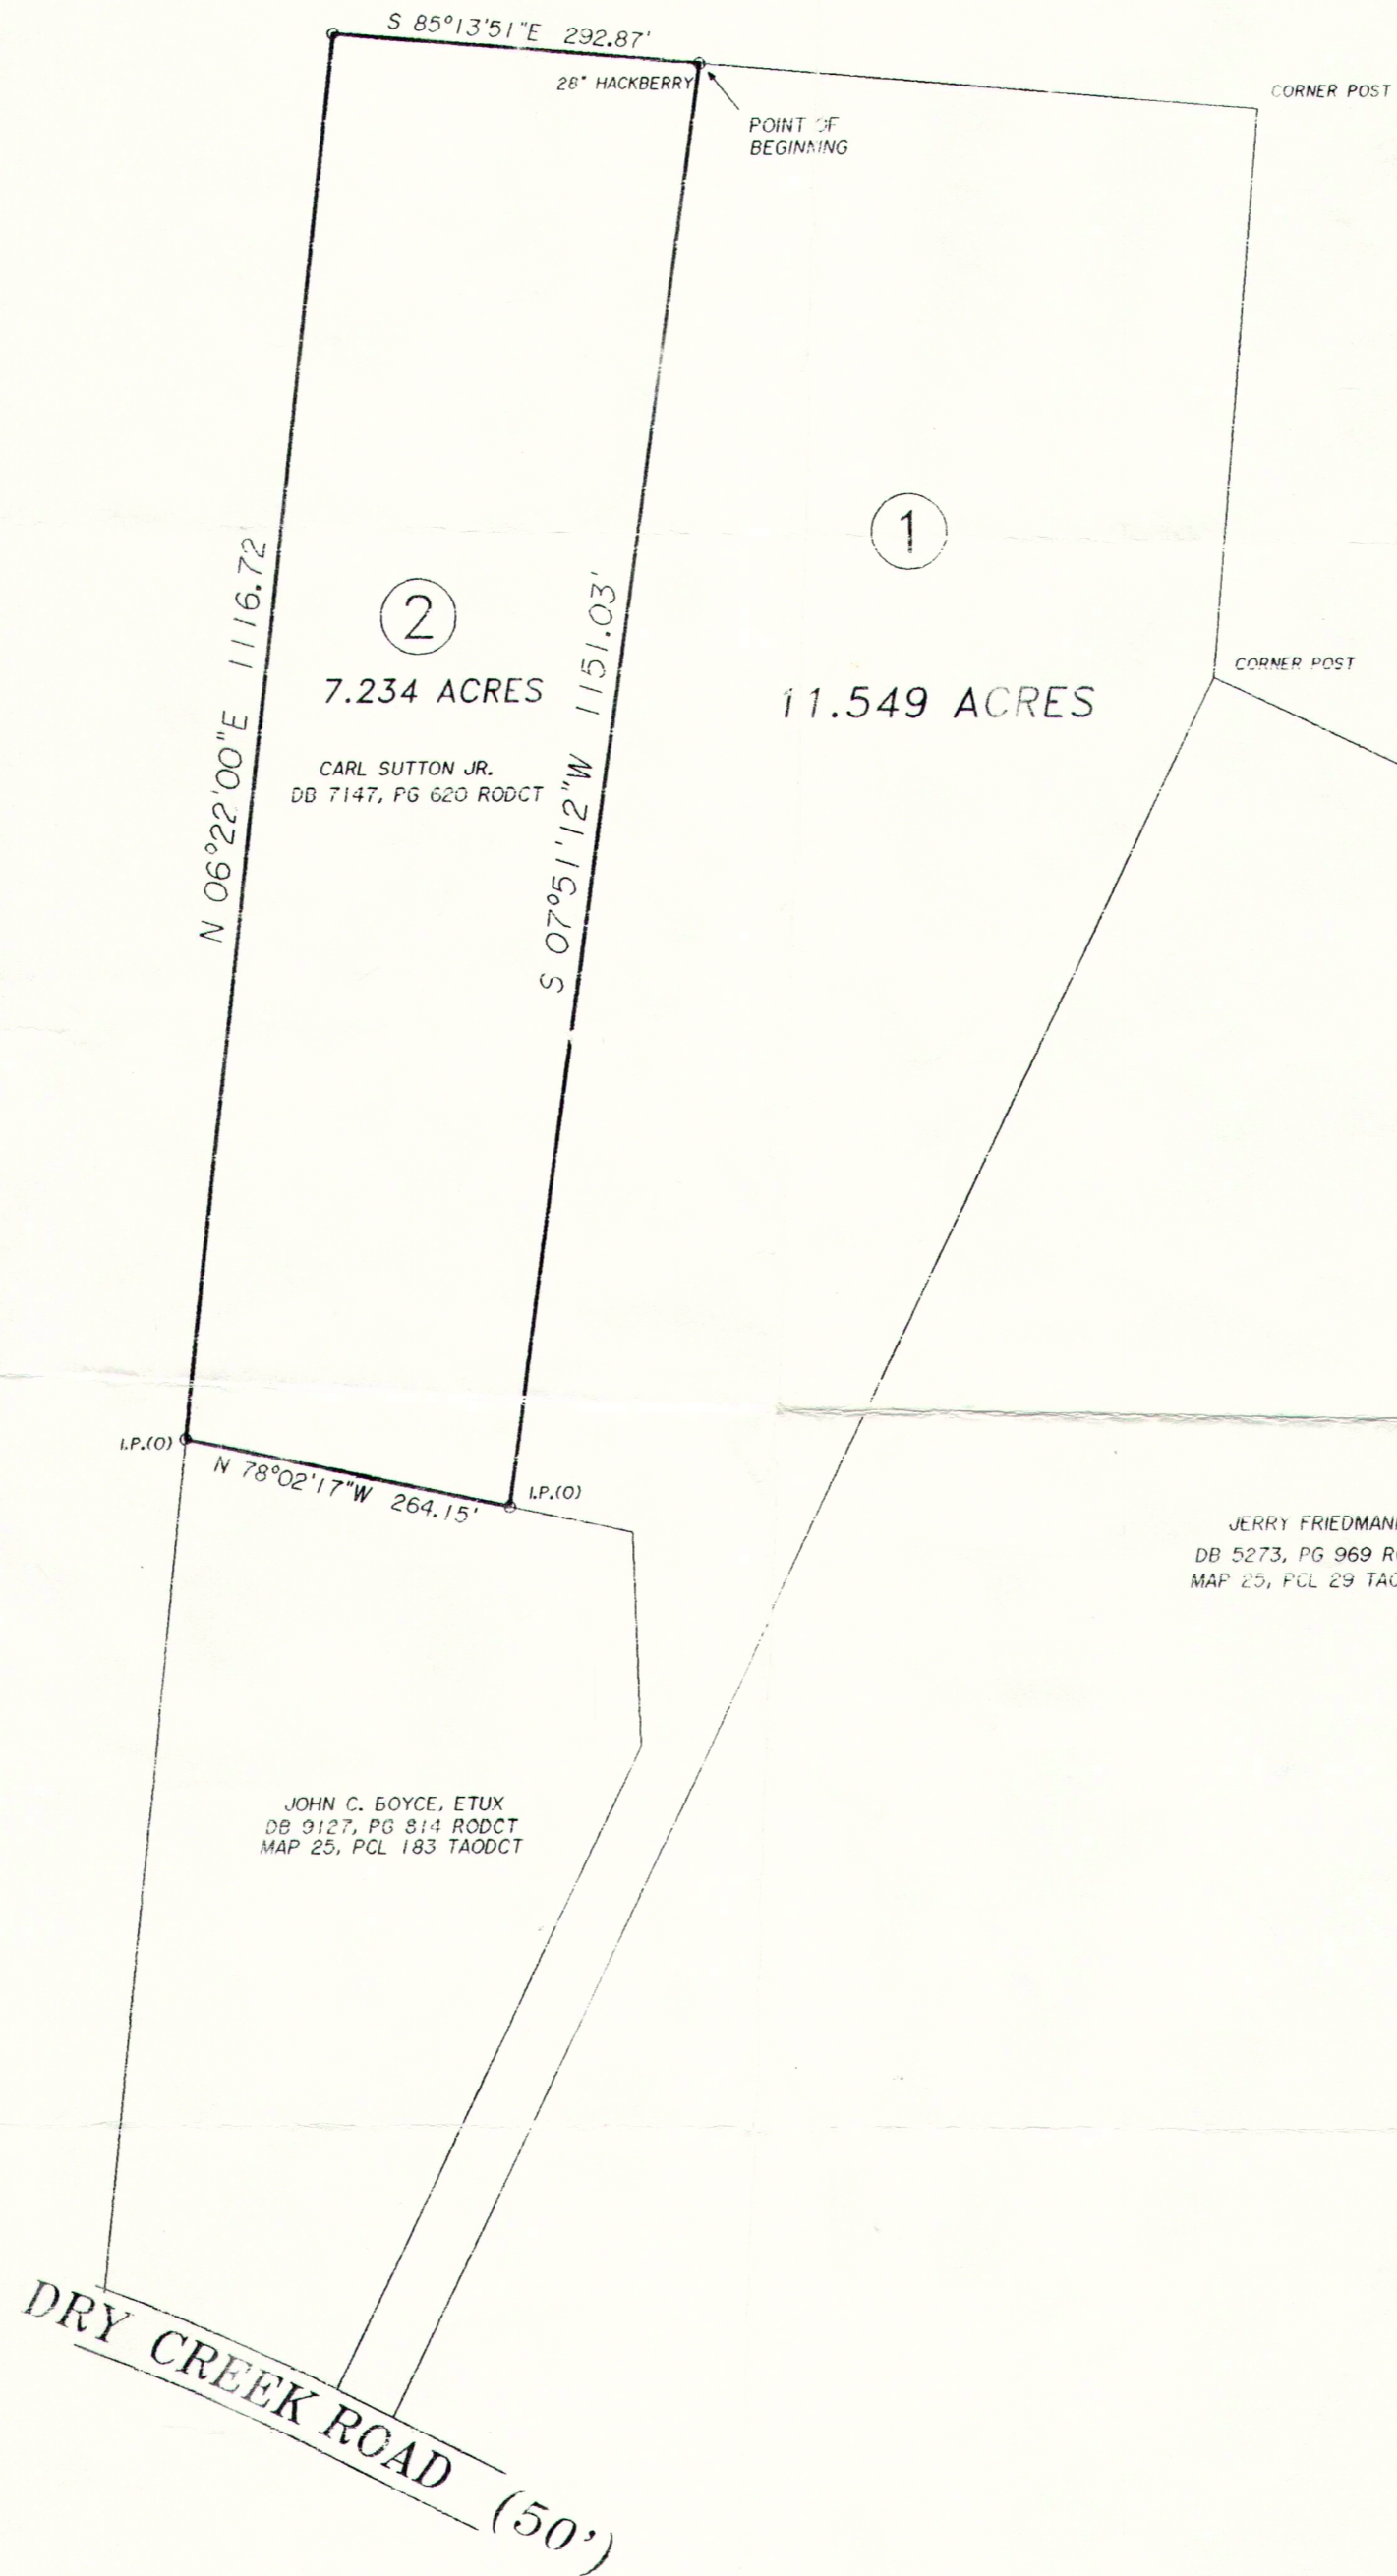 S 85°13'51"E 292.87'
28" HACKBERRY
CORNER POST
POINT OF
BEGINNING
1
2
N 06°22'00"E 1116.72
S 07°51'12"W 1151.03'
7.234 ACRES
11.549 ACRES
CORNER POST
CARL SUTTON JR.
DB 7147, PG 620 RODCT
I.P.(O)
N 78°02'17"W 264.15'
I.P.(O)
JERRY FRIEDMAN
DB 5273, PG 969
MAP 25, PCL 29
JOHN C. BOYCE, ETUX
DB 9127, PG 814 RODCT
MAP 25, PCL 183 TAODCT
DRY CREEK ROAD (50')